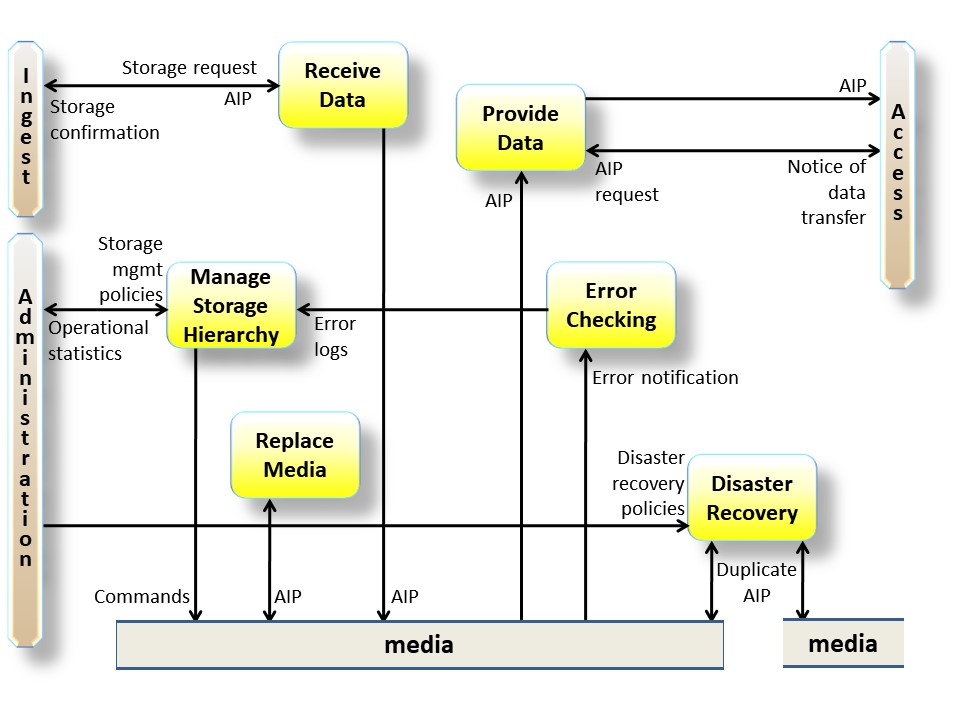 Ingest
Storage request
AIP
Storage
confirmation
Receive
Data
Provide
Data
AIP
Access
AIP
request
Notice of
data
transfer
AIP
Administration
Storage
mgmt
policies
Operational
statistics
Manage
Storage
Hierarchy
Error
logs
Error
Checking
Error notification
Replace
Media
Disaster
recovery
policies
Disaster
Recovery
Commands
AIP
AIP
Duplicate
AIP
media
media